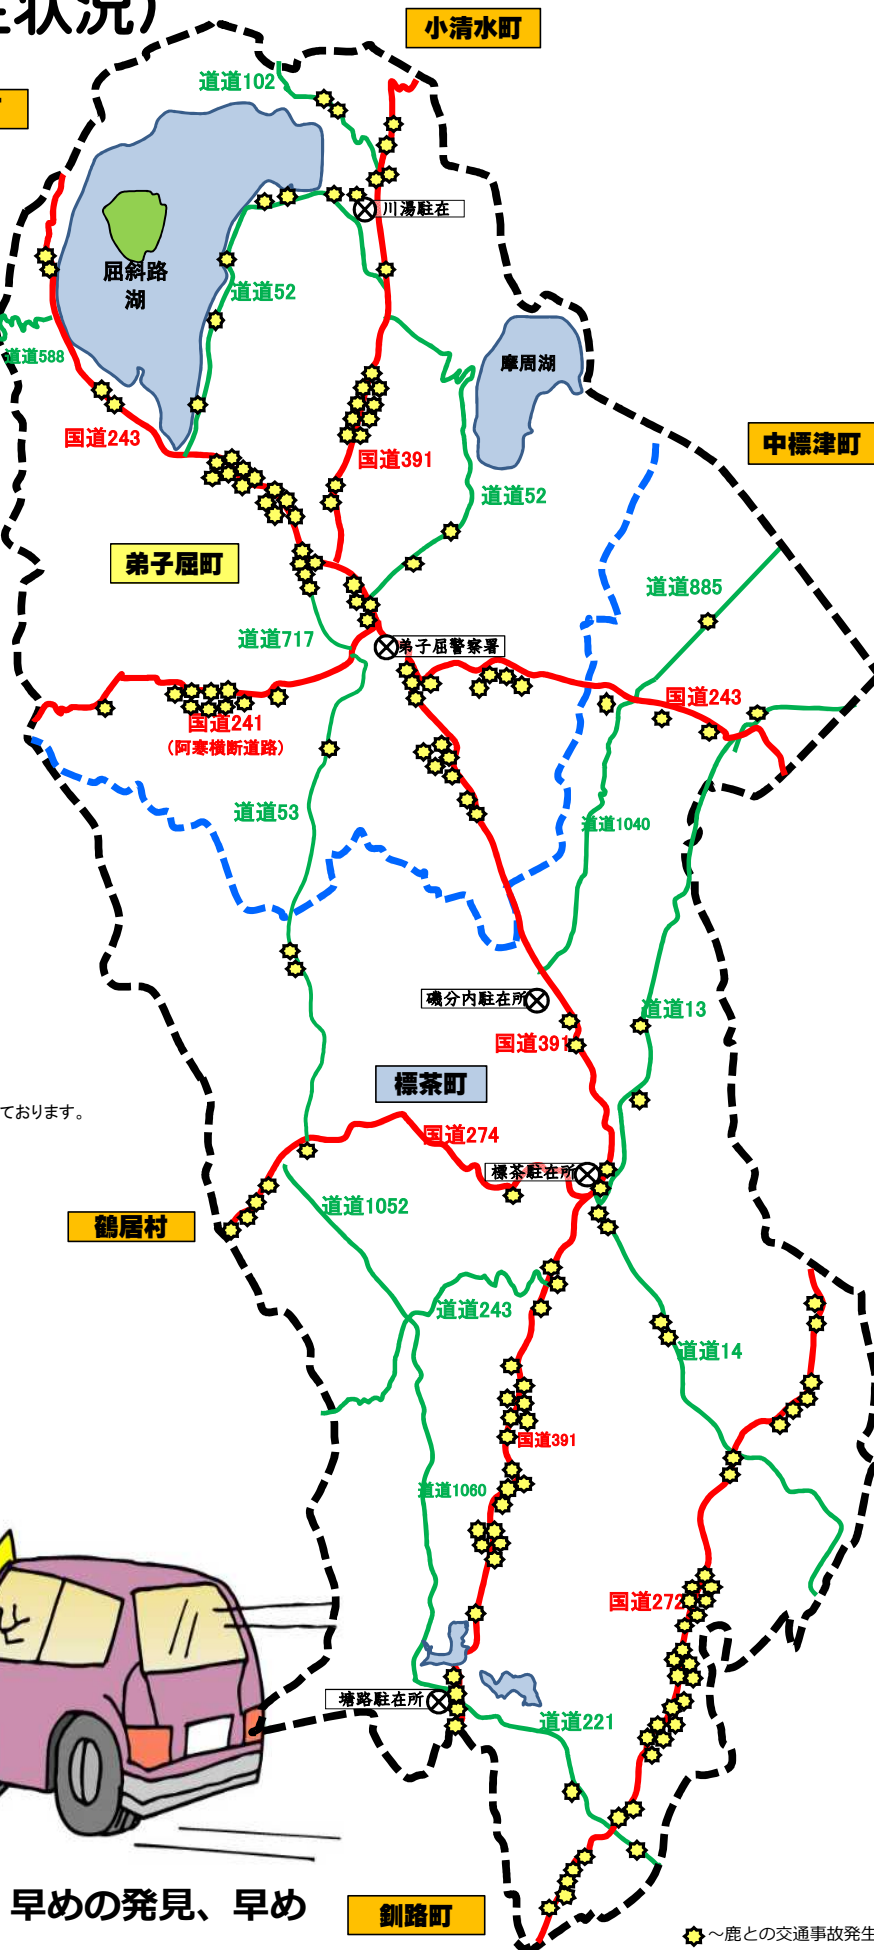 生状況）
小清水町
道道102
川湯駐在
屈斜路
湖
道道52
道道588
摩周湖
国道243
国道391
中標津町
道道52
弟子屈町
道道885
道道717
弟子屈警察署
国道243
国道241
（阿寒横断道路）
道道53
道道1040
磯分内駐在所
道道13
国道391
標茶町
ております。
国道274
標茶駐在所
道道1052
鶴居村
道道243
道道14
国道391
道道1060
国道272
塘路駐在所
道道221
早めの発見、早め
釧路町
～鹿との交通事故発生